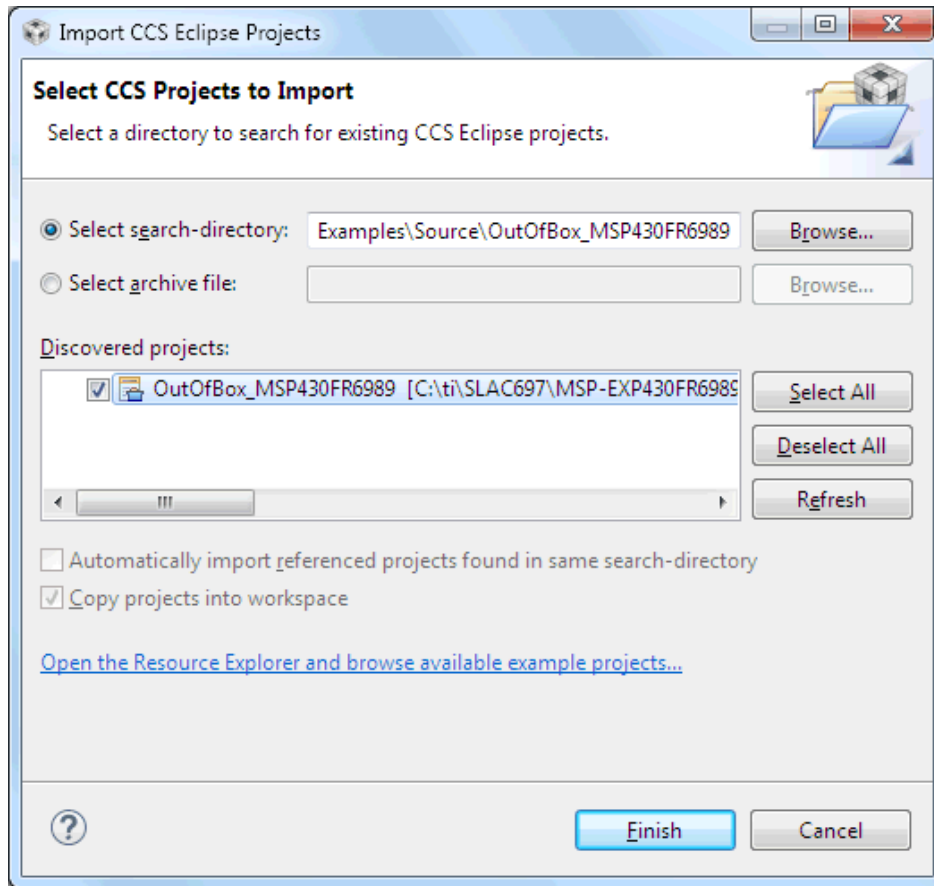 Import CCS Eclipse Projects
Select CCS Projects to Import
Select a directory to search for existing CCS Eclipse projects.
Select search-directory: Examples\Source\OutOfBox_MSP430FR6989 Browse...
Select archive file: Browse...
Discovered projects:
OutOfBox_MSP430FR6989 [C:\ti\SLAC697\MSP-EXP430FR6989 Select All
Deselect All
Refresh
Automatically import referenced projects found in same search-directory
Copy projects into workspace
Open the Resource Explorer and browse available example projects...
? Finish Cancel